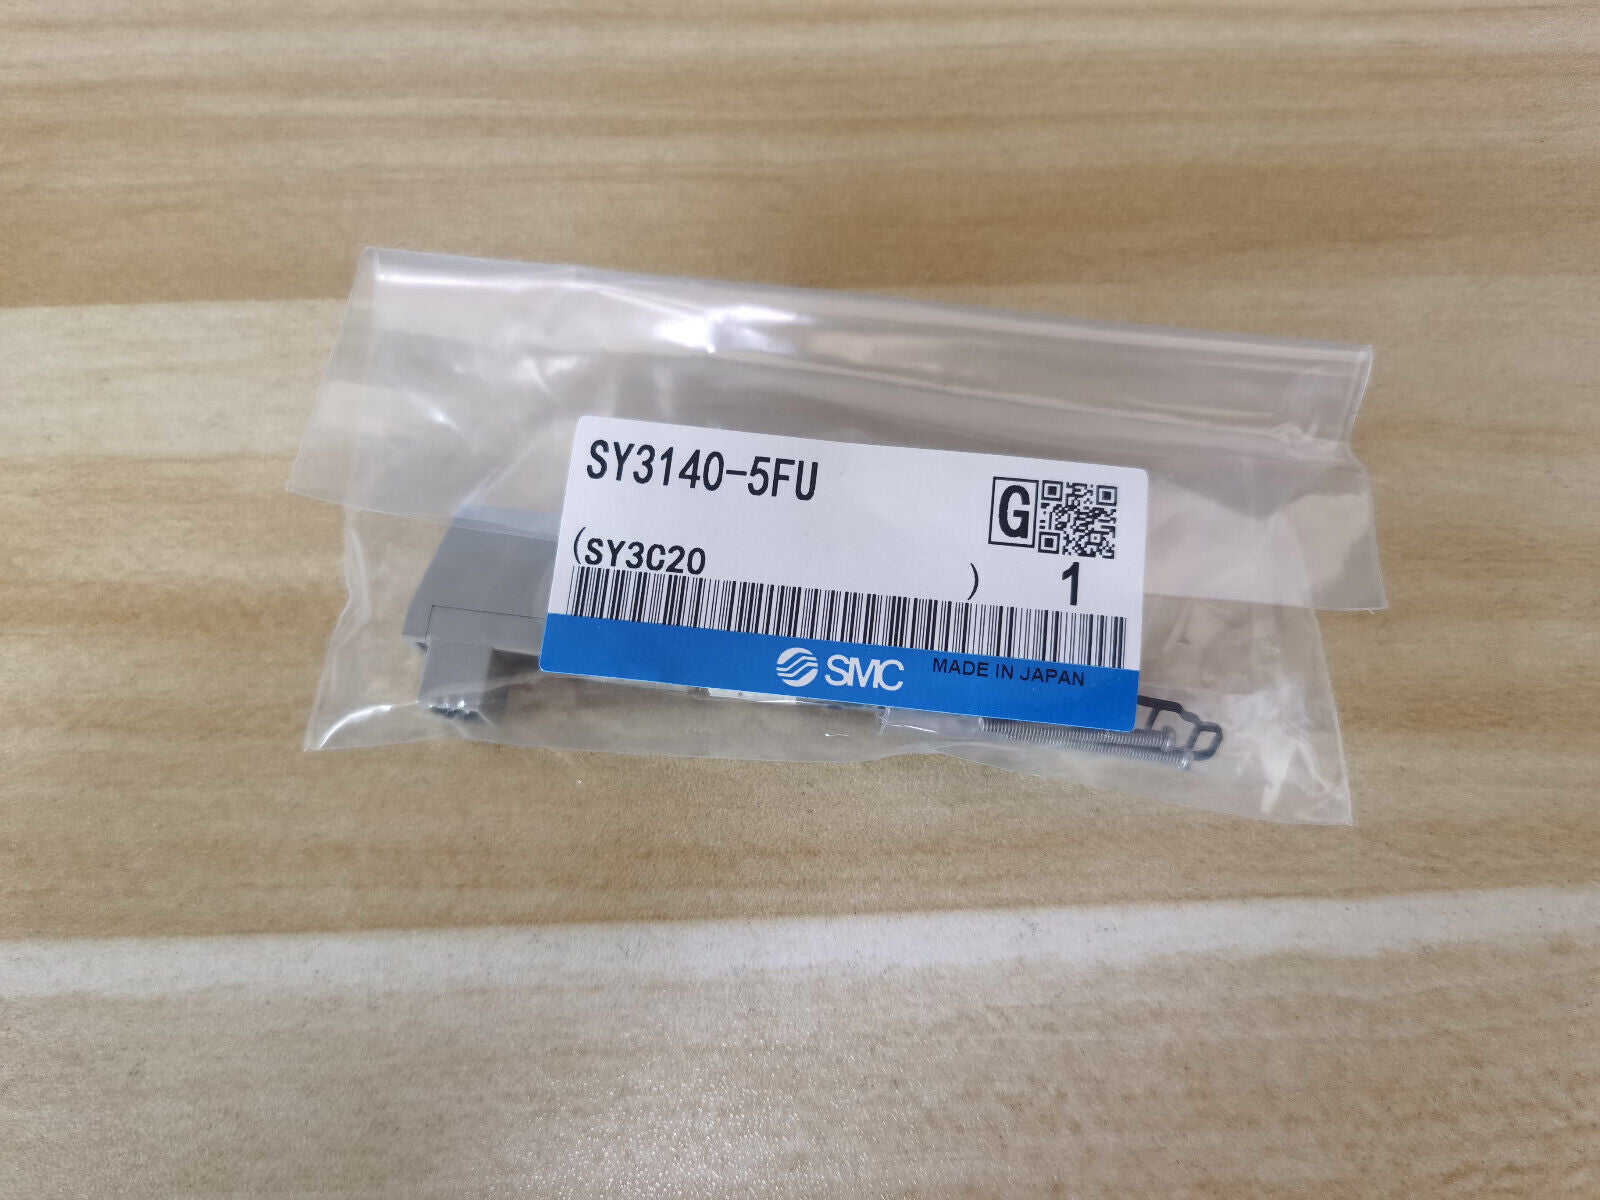 SY3140-5FU
G
(SY3C20 ) 1
SMC MADE IN JAPAN